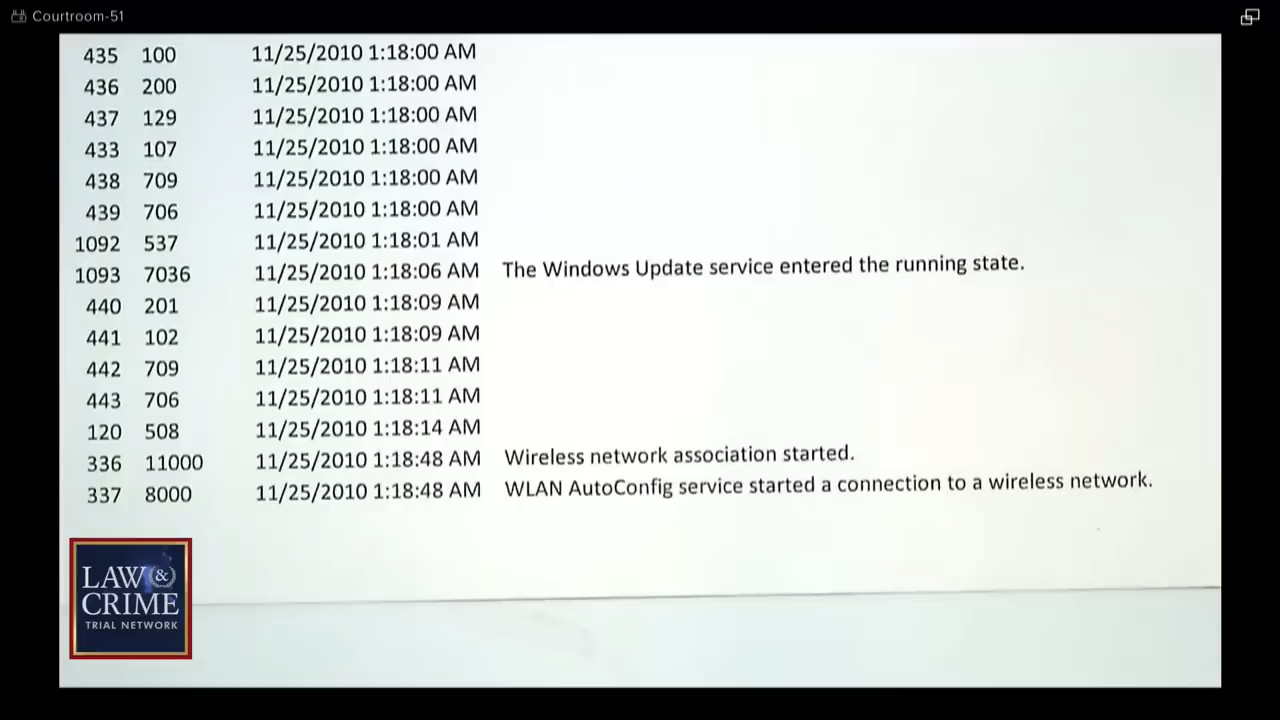 Courtroom-51
435 100 11/25/2010 1:18:00 AM
436 200 11/25/2010 1:18:00 AM
437 129 11/25/2010 1:18:00 AM
433 107 11/25/2010 1:18:00 AM
438 709 11/25/2010 1:18:00 AM
439 706 11/25/2010 1:18:00 AM
1092 537 11/25/2010 1:18:01 AM
1093 7036 11/25/2010 1:18:06 AM The Windows Update service entered the running state.
440 201 11/25/2010 1:18:09 AM
441 102 11/25/2010 1:18:09 AM
442 709 11/25/2010 1:18:11 AM
443 706 11/25/2010 1:18:11 AM
120 508 11/25/2010 1:18:14 AM
336 11000 11/25/2010 1:18:48 AM Wireless network association started.
337 8000 11/25/2010 1:18:48 AM WLAN AutoConfig service started a connection to a wireless network.
LAW &
CRIME
TRIAL NETWORK